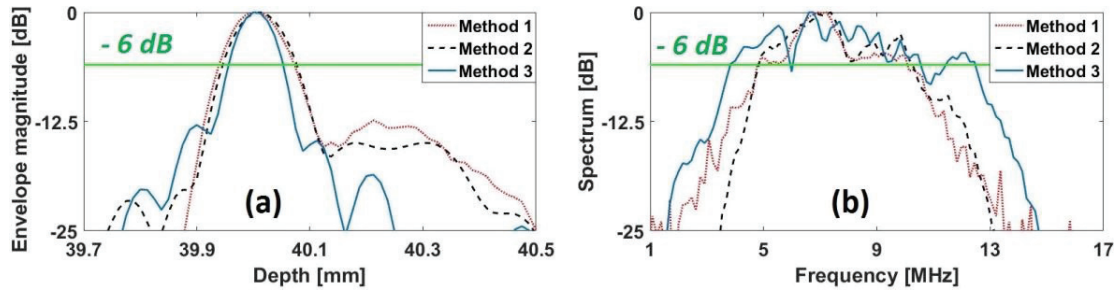 Envelope magnitude [dB]
0
-12.5
-25
- 6 dB
Method 1
Method 2
Method 3
(a)
39.7 39.9 40.1 40.3 40.5
Depth [mm]
Spectrum [dB]
0
-12.5
-25
- 6 dB
Method 1
Method 2
Method 3
(b)
1 5 9 13 17
Frequency [MHz]